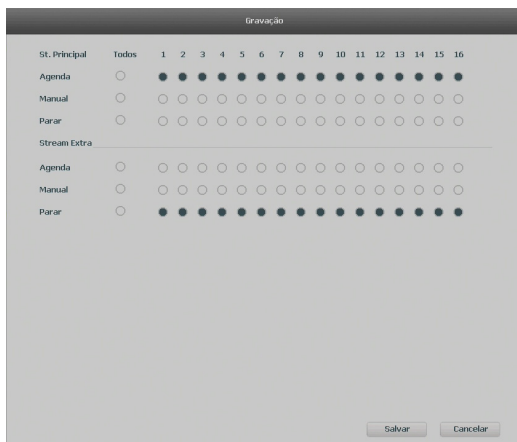 Gravação
St. Principal Todos 1 2 3 4 5 6 7 8 9 10 11 12 13 14 15 16
Agenda
Manual
Parar
Stream Extra
Agenda
Manual
Parar
Salvar Cancelar